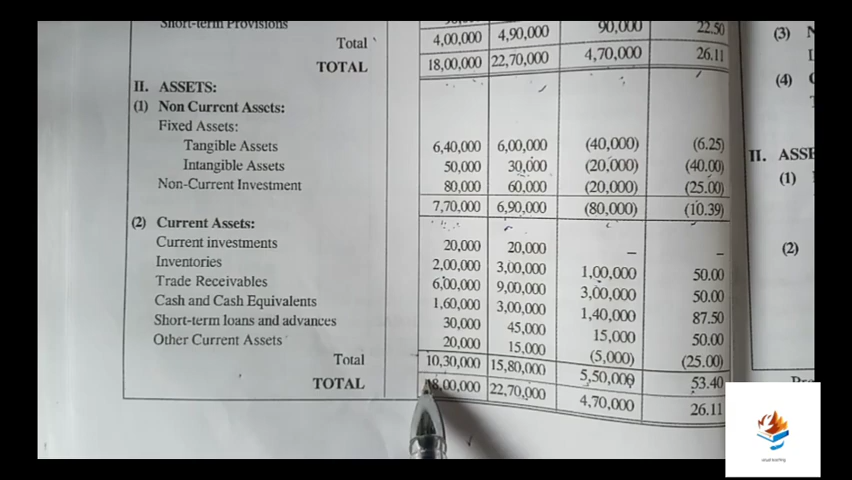 Short-term Provisions 90,000 22.50
Total 4,00,000 4,90,000
TOTAL 18,00,000 22,70,000 4,70,000 26.11
II. ASSETS:
(1) Non Current Assets:
Fixed Assets:
Tangible Assets 6,40,000 6,00,000 (40,000) (6.25)
Intangible Assets 50,000 30,000 (20,000) (40.00)
Non-Current Investment 80,000 60,000 (20,000) (25.00)
7,70,000 6,90,000 (80,000) (10.39)
(2) Current Assets:
Current investments 20,000 20,000 – –
Inventories 2,00,000 3,00,000 1,00,000 50.00
Trade Receivables 6,00,000 9,00,000 3,00,000 50.00
Cash and Cash Equivalents 1,60,000 3,00,000 1,40,000 87.50
Short-term loans and advances 30,000 45,000 15,000 50.00
Other Current Assets 20,000 15,000 (5,000) (25.00)
Total 10,30,000 15,80,000 5,50,000 53.40
TOTAL 18,00,000 22,70,000 4,70,000 26.11
(3)
(4)
II. ASSE
(1)
(2)